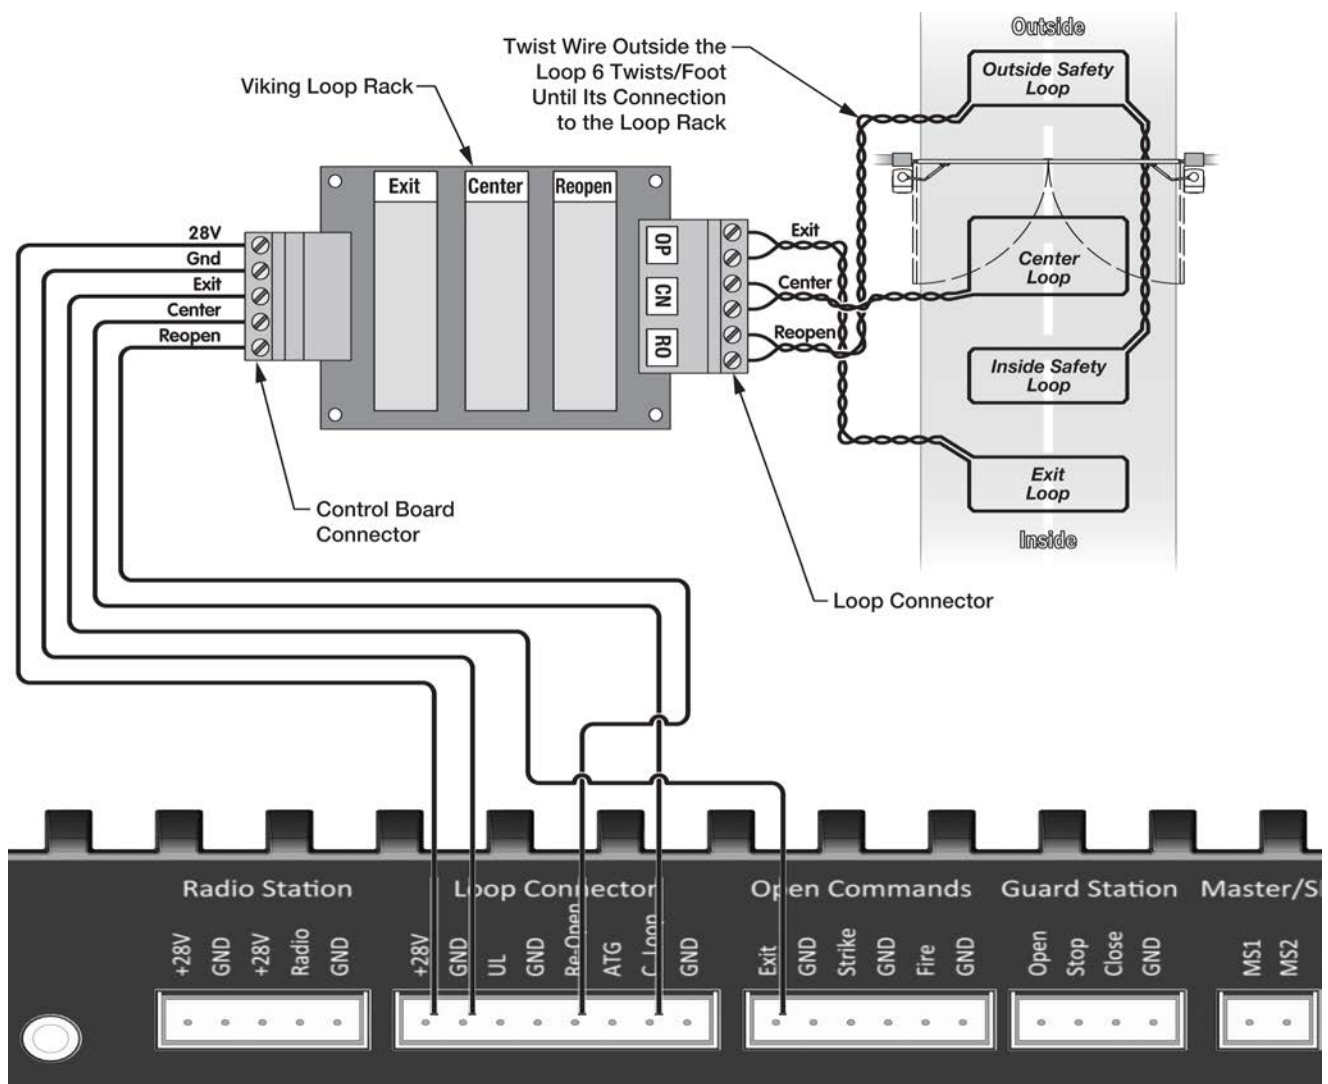 Outside
Twist Wire Outside the
Loop 6 Twists/Foot
Until Its Connection
to the Loop Rack
Outside Safety
Loop
Viking Loop Rack
Exit
Center
Reopen
28V
Gnd
Exit
Center
Reopen
OP
CN
RO
Exit
Center
Reopen
Center
Loop
Inside Safety
Loop
Exit
Loop
Inside
Control Board
Connector
Loop Connector
Radio Station
Loop Connector
Open Commands
Guard Station
Master/Sl
+28V
GND
+28V
Radio
GND
+28V
GND
UL
GND
Re-Open
ATG
C_Loop
GND
Exit
GND
Strike
GND
Fire
GND
Open
Stop
Close
GND
MS1
MS2